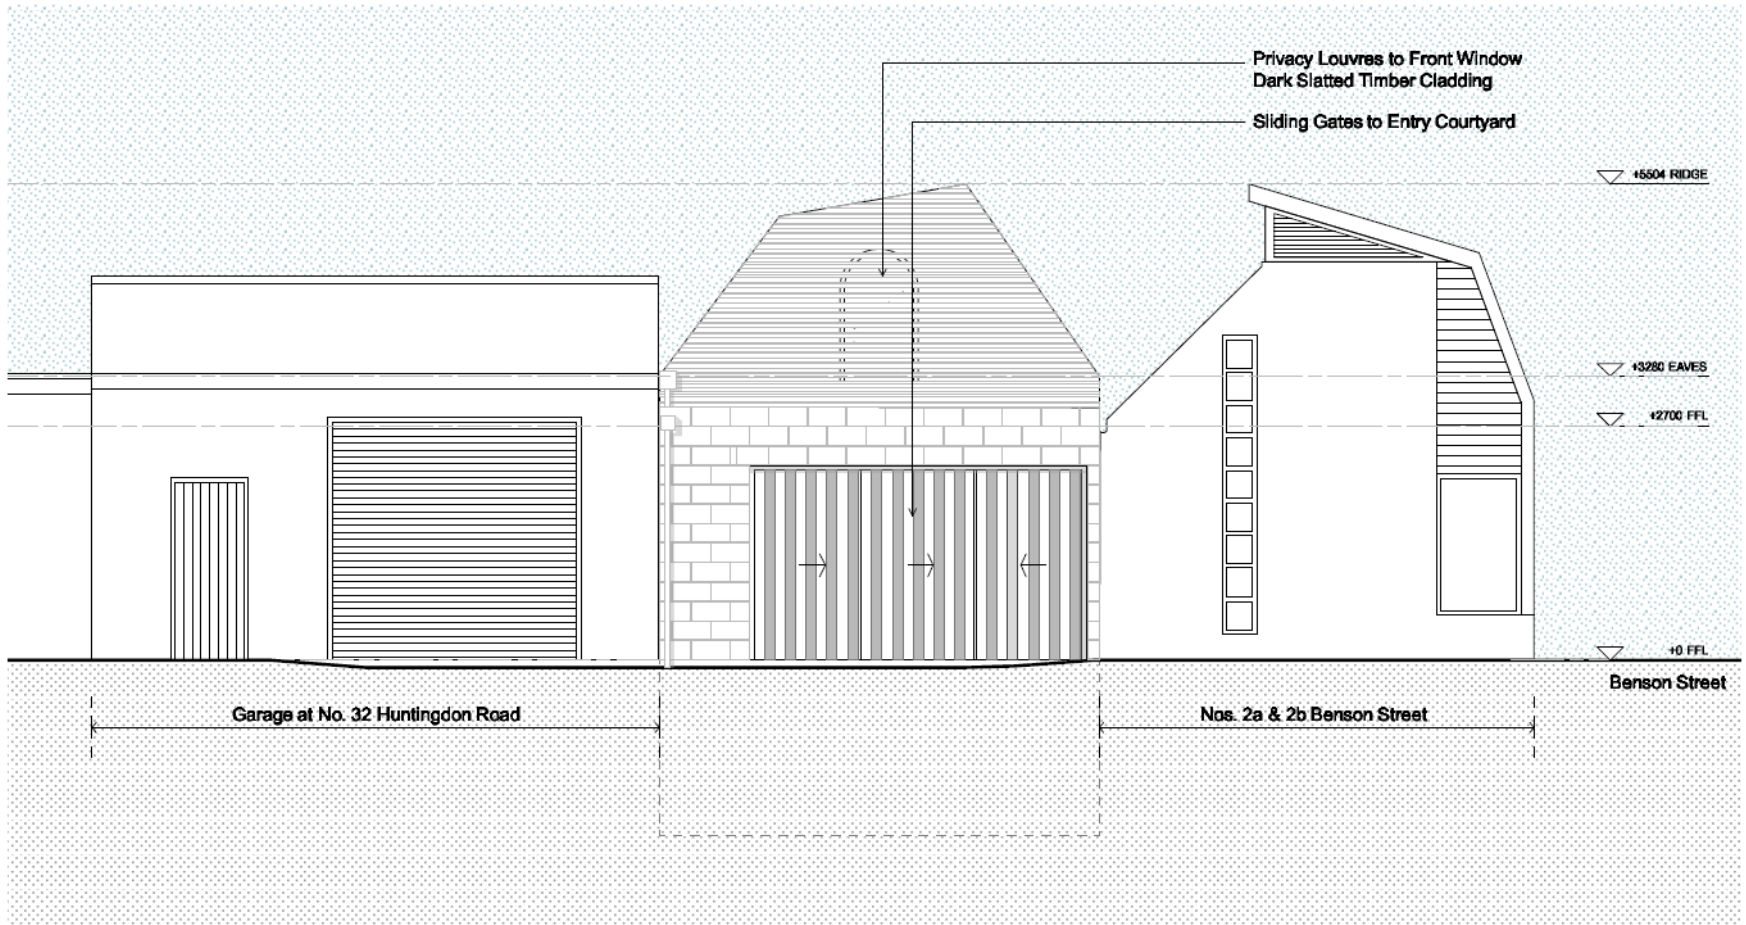 Privacy Louvres to Front Window
Dark Slatted Timber Cladding
Sliding Gates to Entry Courtyard
+5504 RIDGE
+3280 EAVES
+2700 FFL
+0 FFL
Benson Street
Garage at No. 32 Huntingdon Road
Nos. 2a & 2b Benson Street